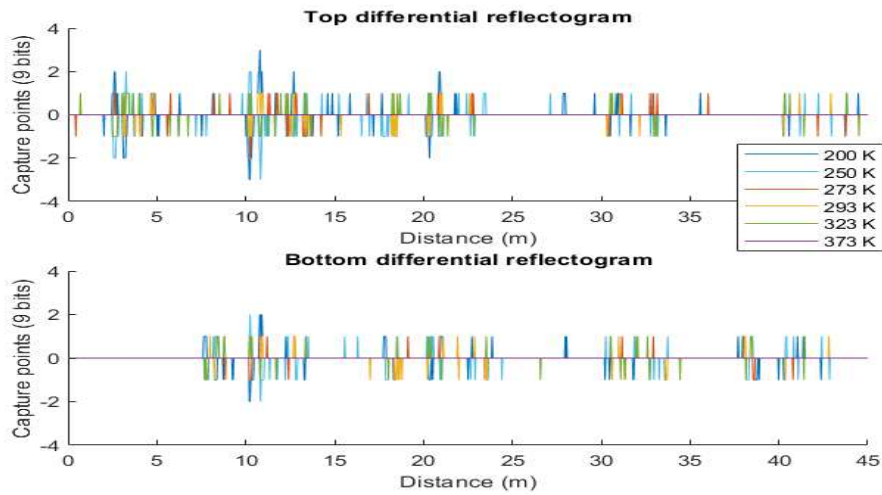 Top differential reflectogram
Capture points (9 bits)
4
2
0
-2
-4
0 5 10 15 20 25 30 35
Distance (m)
200 K
250 K
273 K
293 K
323 K
373 K
Bottom differential reflectogram
Capture points (9 bits)
4
2
0
-2
-4
0 5 10 15 20 25 30 35 40 45
Distance (m)